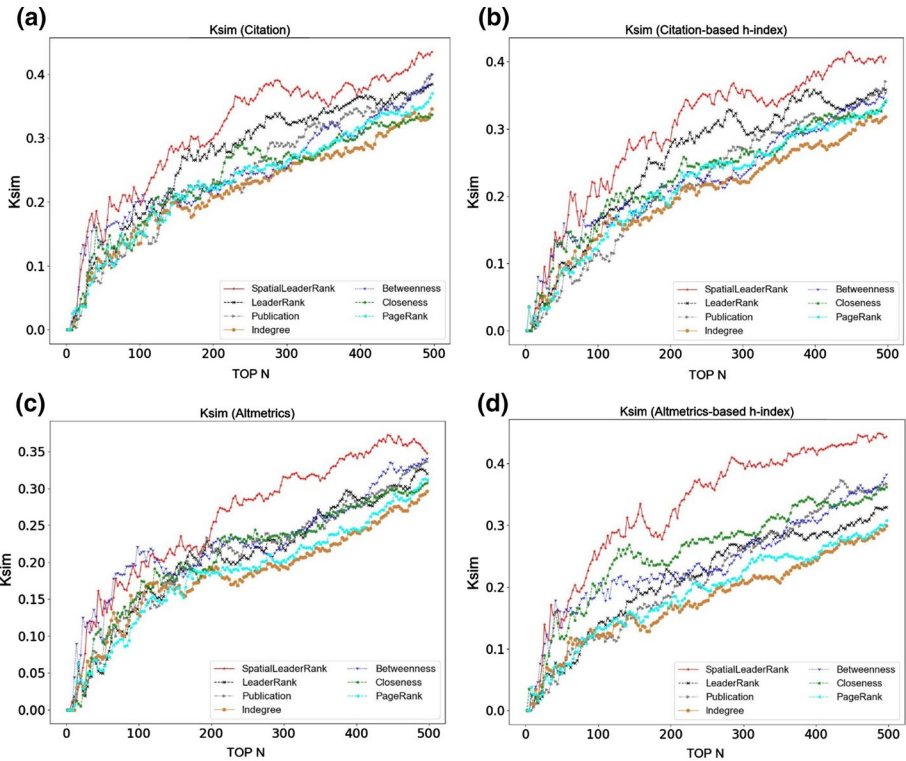 (a)
Ksim (Citation)
Ksim
0.4
0.3
0.2
0.1
0.0
0 100 200 300 400 500
TOP N
SpatialLeaderRank
LeaderRank
Publication
Indegree
Betweenness
Closeness
PageRank
(b)
Ksim (Citation-based h-index)
Ksim
0.4
0.3
0.2
0.1
0.0
0 100 200 300 400 500
TOP N
SpatialLeaderRank
LeaderRank
Publication
Indegree
Betweenness
Closeness
PageRank
(c)
Ksim (Altmetrics)
Ksim
0.35
0.30
0.25
0.20
0.15
0.10
0.05
0.00
0 100 200 300 400 500
TOP N
SpatialLeaderRank
LeaderRank
Publication
Indegree
Betweenness
Closeness
PageRank
(d)
Ksim (Altmetrics-based h-index)
Ksim
0.4
0.3
0.2
0.1
0.0
0 100 200 300 400 500
TOP N
SpatialLeaderRank
LeaderRank
Publication
Indegree
Betweenness
Closeness
PageRank